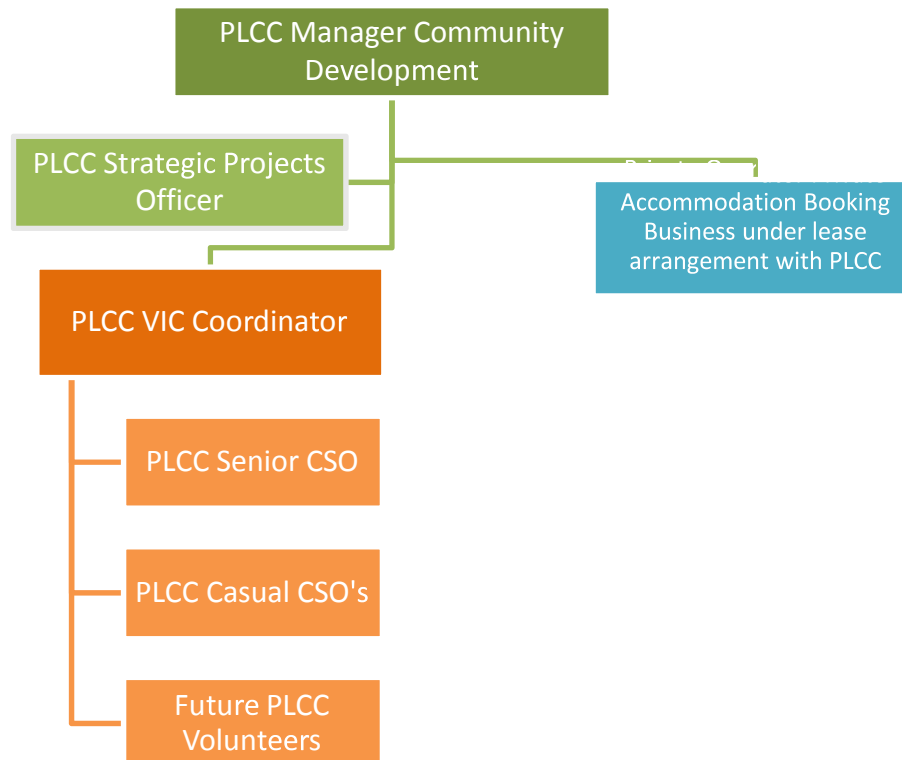 PLCC Manager Community
Development
PLCC Strategic Projects
Officer
Accommodation Booking
Business under lease
arrangement with PLCC
PLCC VIC Coordinator
PLCC Senior CSO
PLCC Casual CSO's
Future PLCC
Volunteers